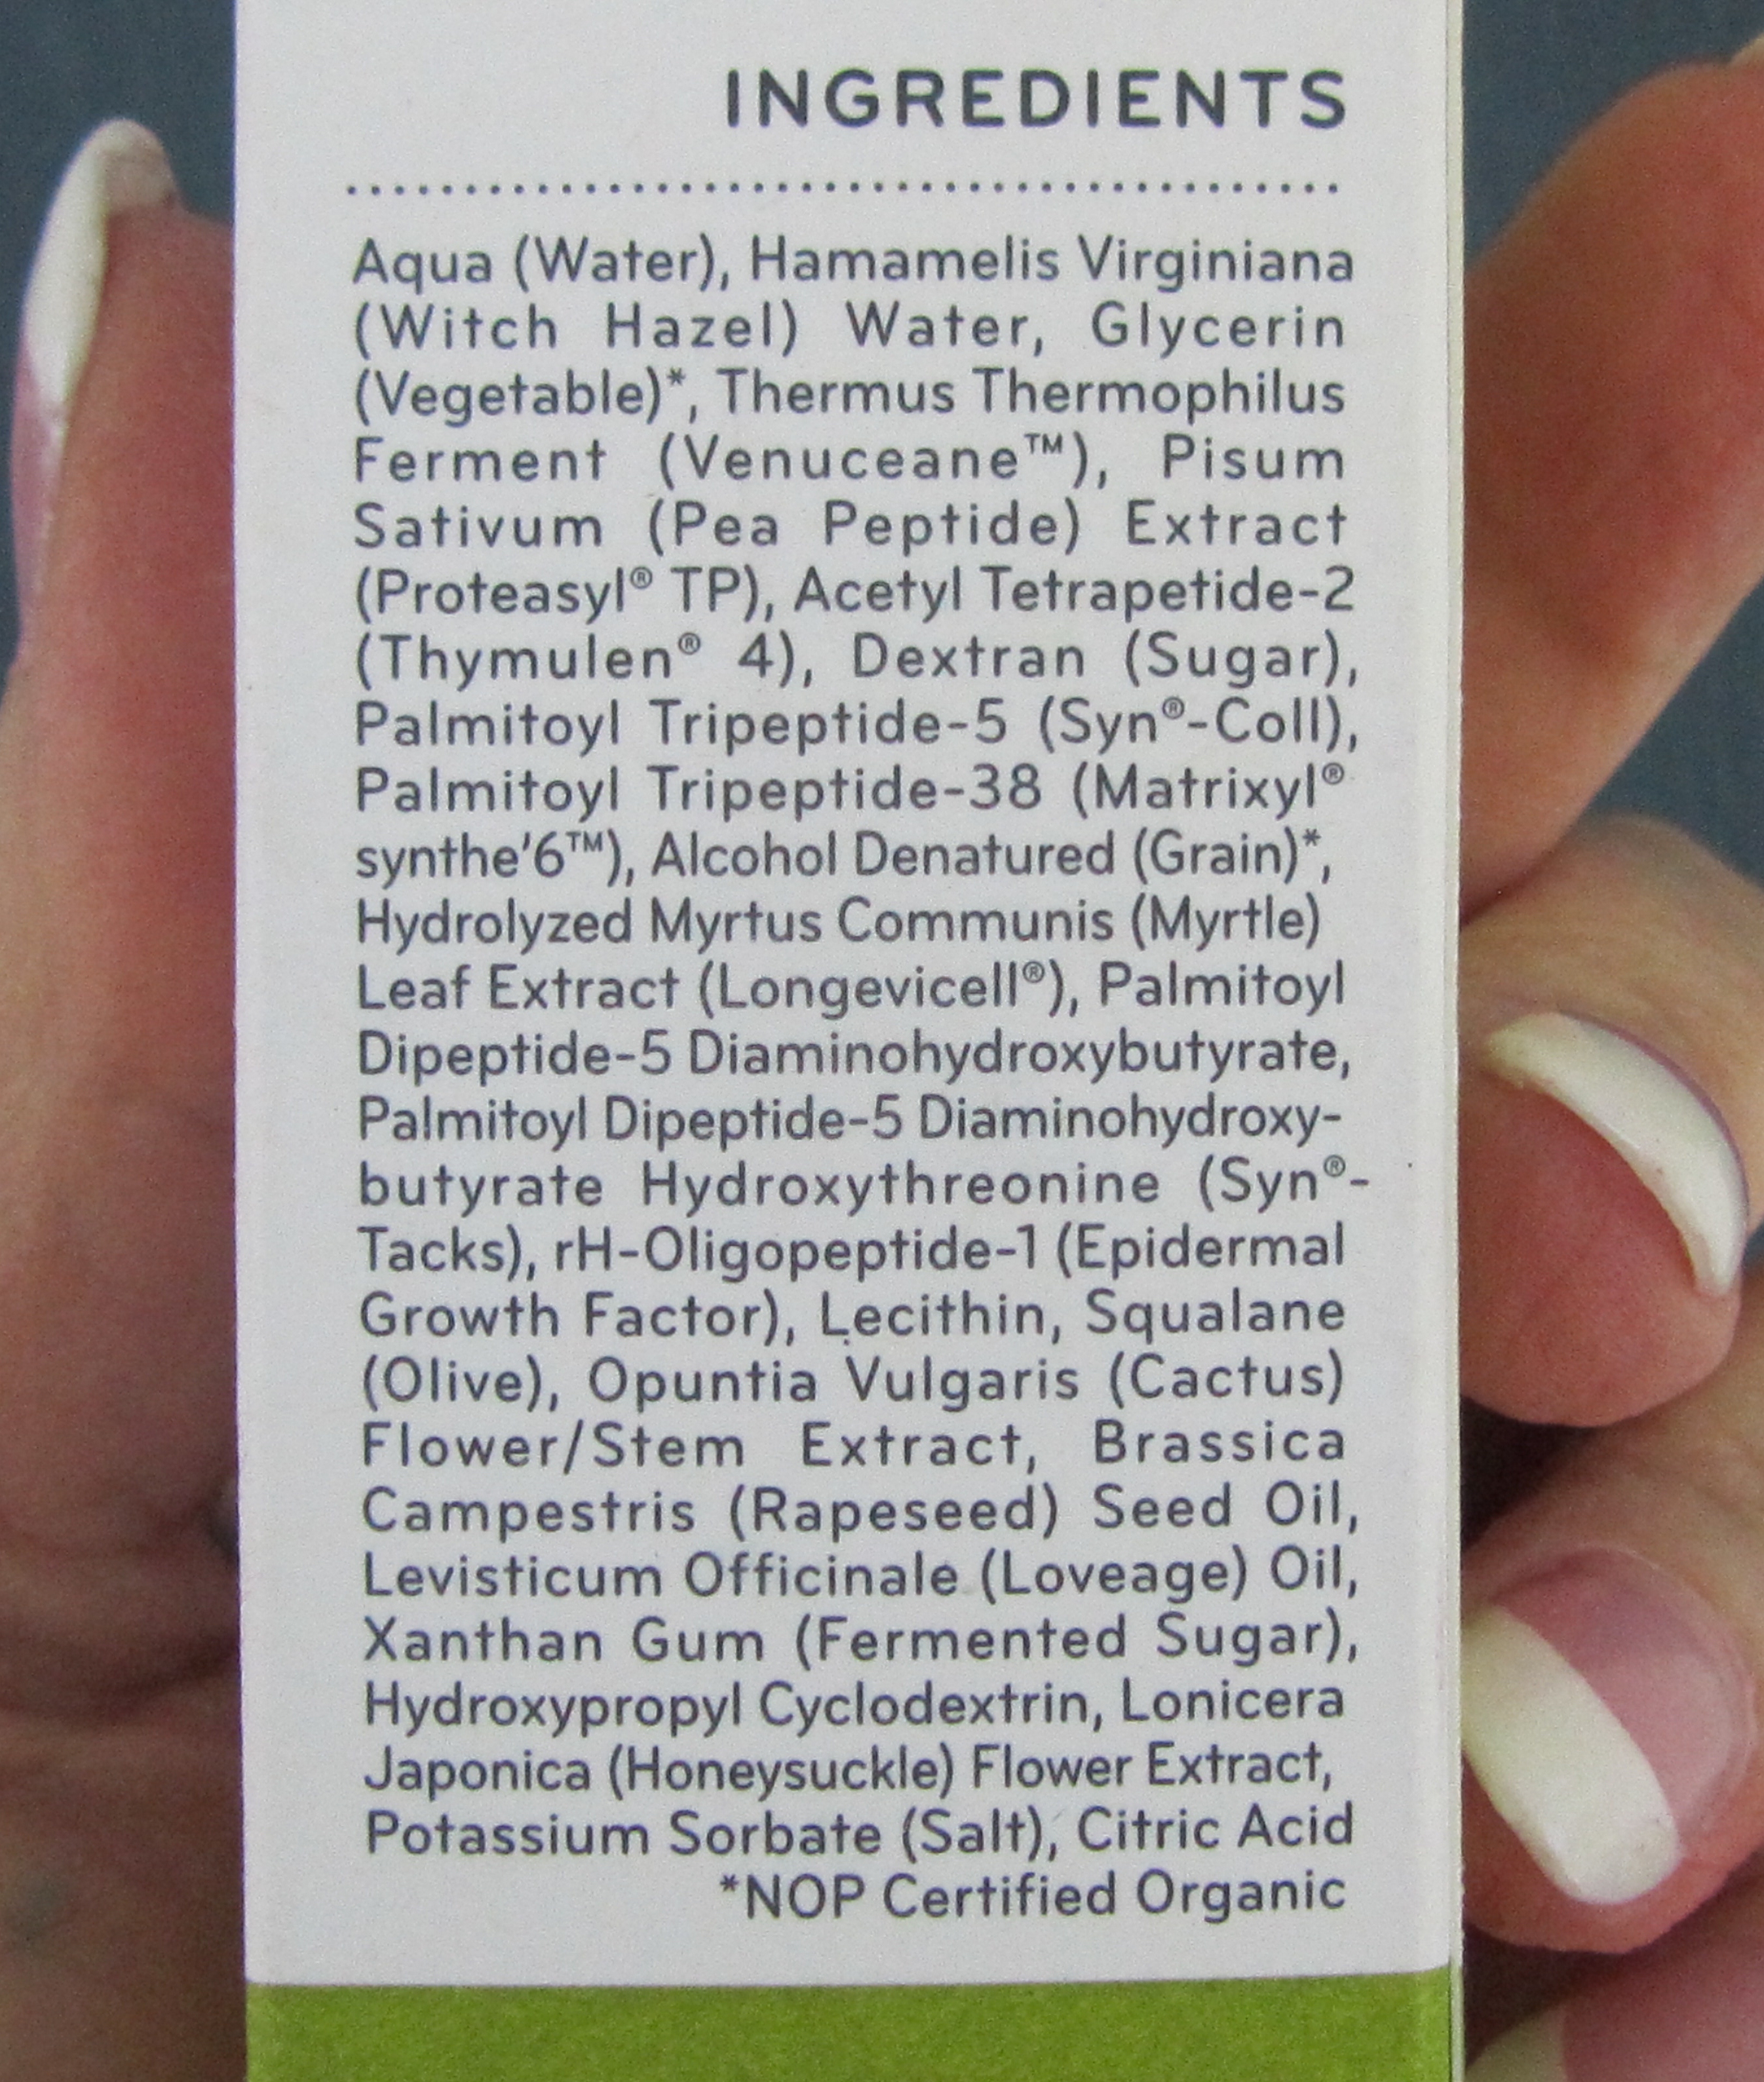 INGREDIENTS
Aqua (Water), Hamamelis Virginiana
(Witch Hazel) Water, Glycerin
(Vegetable)*, Thermus Thermophilus
Ferment (Venuceane™), Pisum
Sativum (Pea Peptide) Extract
(Proteasyl® TP), Acetyl Tetrapetide-2
(Thymulen® 4), Dextran (Sugar),
Palmitoyl Tripeptide-5 (Syn®-Coll),
Palmitoyl Tripeptide-38 (Matrixyl®
synthe’6™), Alcohol Denatured (Grain)*,
Hydrolyzed Myrtus Communis (Myrtle)
Leaf Extract (Longevicell®), Palmitoyl
Dipeptide-5 Diaminohydroxybutyrate,
Palmitoyl Dipeptide-5 Diaminohydroxy-
butyrate Hydroxythreonine (Syn®-
Tacks), rH-Oligopeptide-1 (Epidermal
Growth Factor), Lecithin, Squalane
(Olive), Opuntia Vulgaris (Cactus)
Flower/Stem Extract, Brassica
Campestris (Rapeseed) Seed Oil,
Levisticum Officinale (Loveage) Oil,
Xanthan Gum (Fermented Sugar),
Hydroxypropyl Cyclodextrin, Lonicera
Japonica (Honeysuckle) Flower Extract,
Potassium Sorbate (Salt), Citric Acid
*NOP Certified Organic